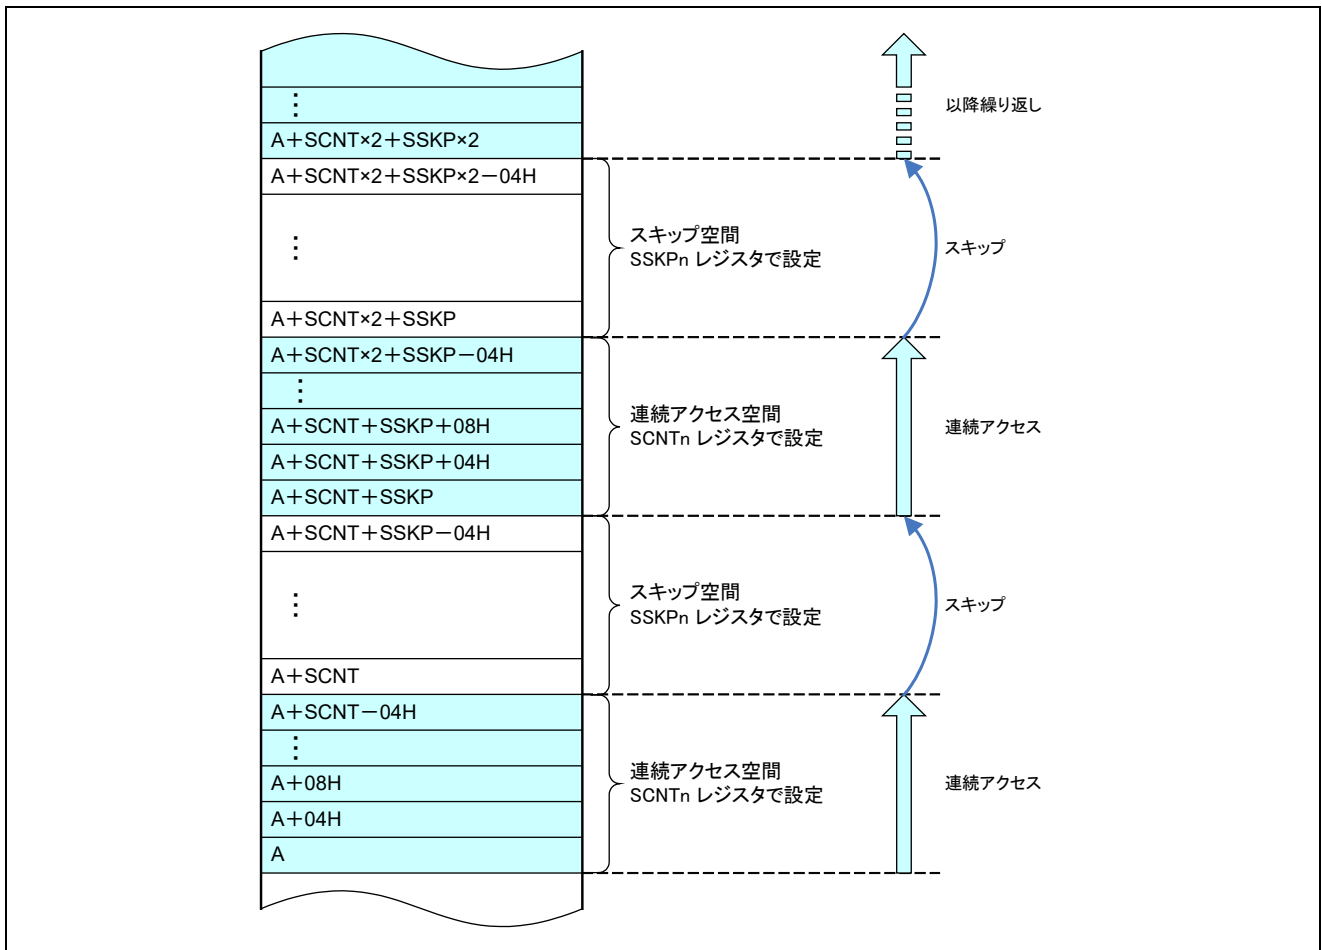 以降繰り返し
⋮
A+SCNT×2+SSKP×2
A+SCNT×2+SSKP×2-04H
⋮
スキップ空間
SSKPn レジスタで設定
スキップ
A+SCNT×2+SSKP
A+SCNT×2+SSKP-04H
⋮
連続アクセス空間
SCNTn レジスタで設定
連続アクセス
A+SCNT+SSKP+08H
A+SCNT+SSKP+04H
A+SCNT+SSKP
A+SCNT+SSKP-04H
⋮
スキップ空間
SSKPn レジスタで設定
スキップ
A+SCNT
A+SCNT-04H
⋮
連続アクセス空間
SCNTn レジスタで設定
連続アクセス
A+08H
A+04H
A